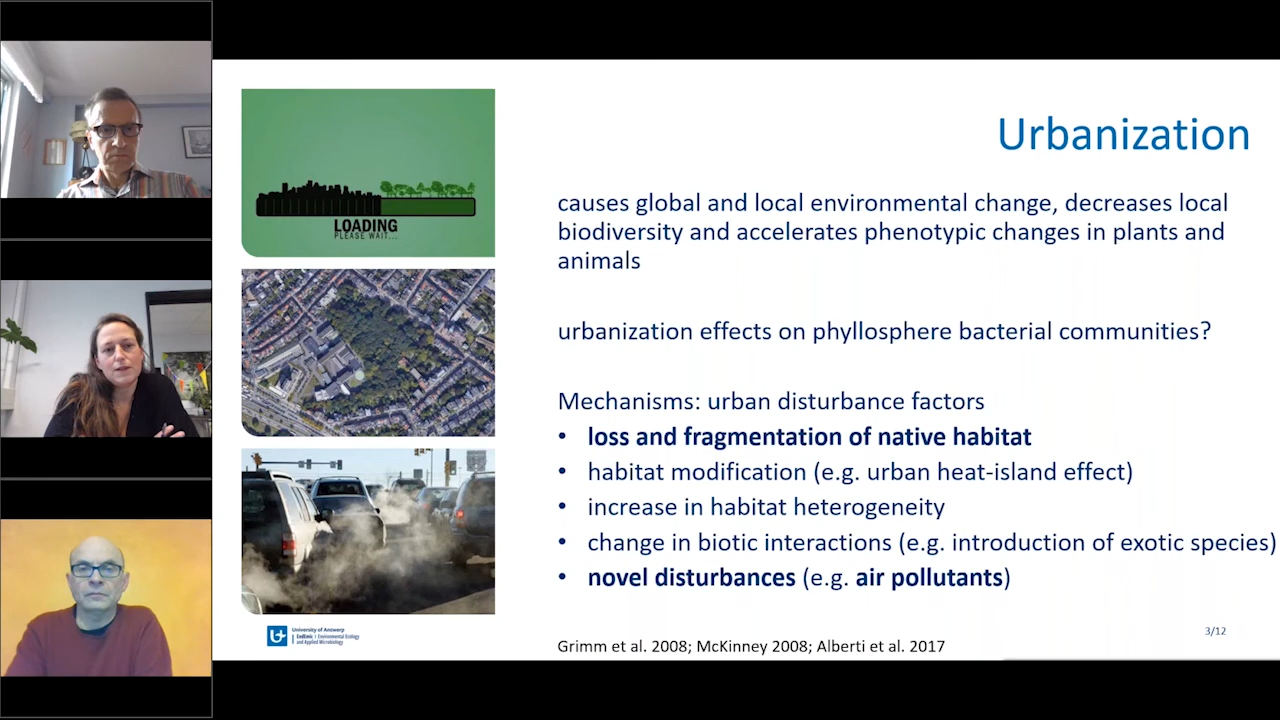 Urbanization
causes global and local environmental change, decreases local
biodiversity and accelerates phenotypic changes in plants and
animals
urbanization effects on phyllosphere bacterial communities?
Mechanisms: urban disturbance factors
• loss and fragmentation of native habitat
• habitat modification (e.g. urban heat-island effect)
• increase in habitat heterogeneity
• change in biotic interactions (e.g. introduction of exotic species)
• novel disturbances (e.g. air pollutants)
LOADING
PLEASE WAIT...
University of Antwerp
EndEmic | Environmental Ecology
and Applied Microbiology
Grimm et al. 2008; McKinney 2008; Alberti et al. 2017
3/12